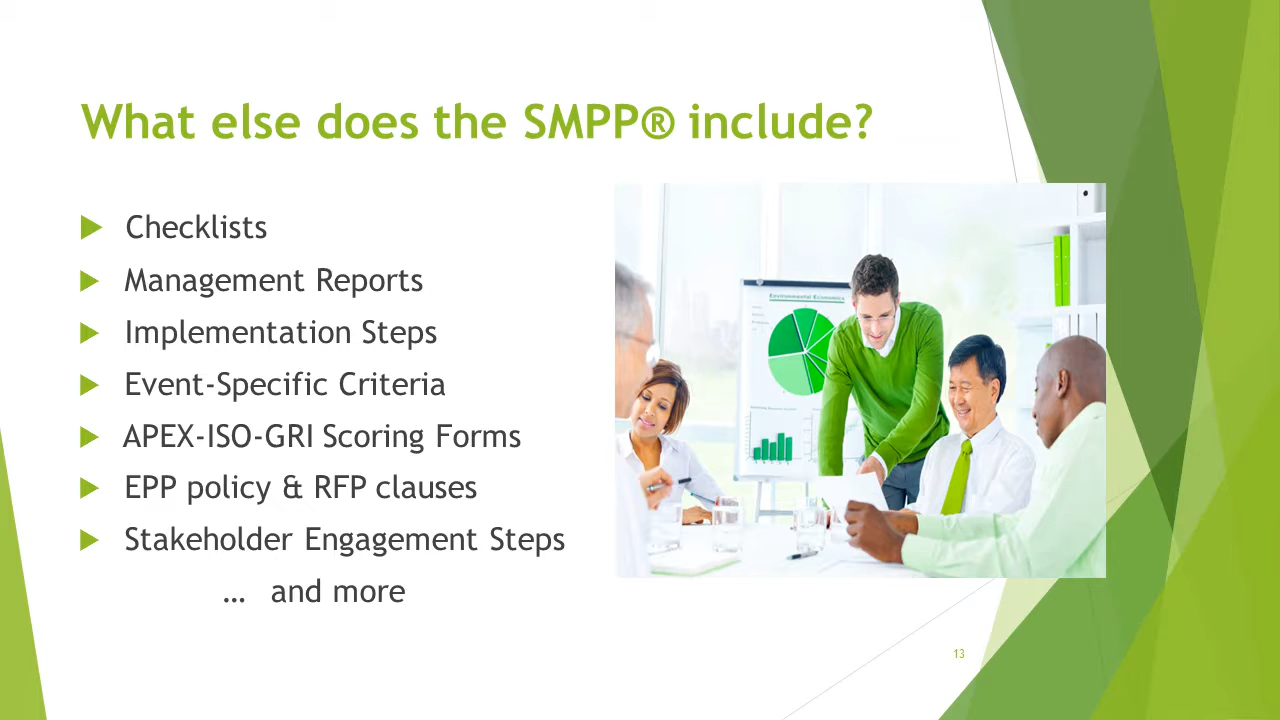 What else does the SMPP® include?
Checklists
Management Reports
Implementation Steps
Event-Specific Criteria
APEX-ISO-GRI Scoring Forms
EPP policy & RFP clauses
Stakeholder Engagement Steps
… and more
Environmental Economics
13